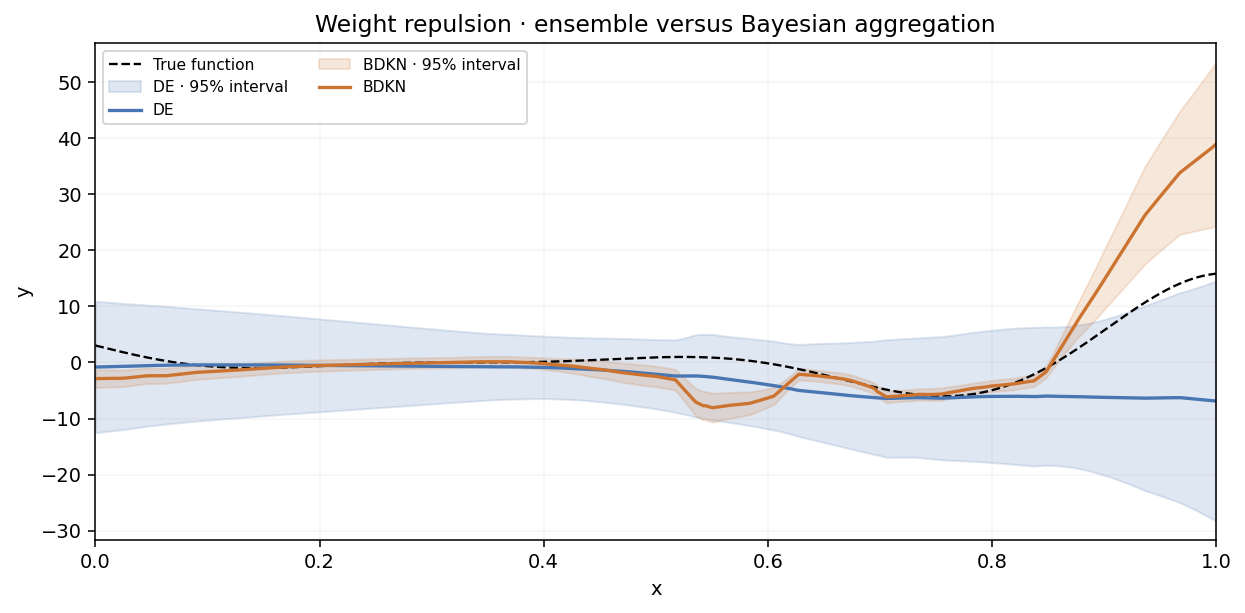 Weight repulsion · ensemble versus Bayesian aggregation
True function
DE · 95% interval
DE
BDKN · 95% interval
BDKN
50
40
30
20
10
0
−10
−20
−30
y
0.0 0.2 0.4 0.6 0.8 1.0
x